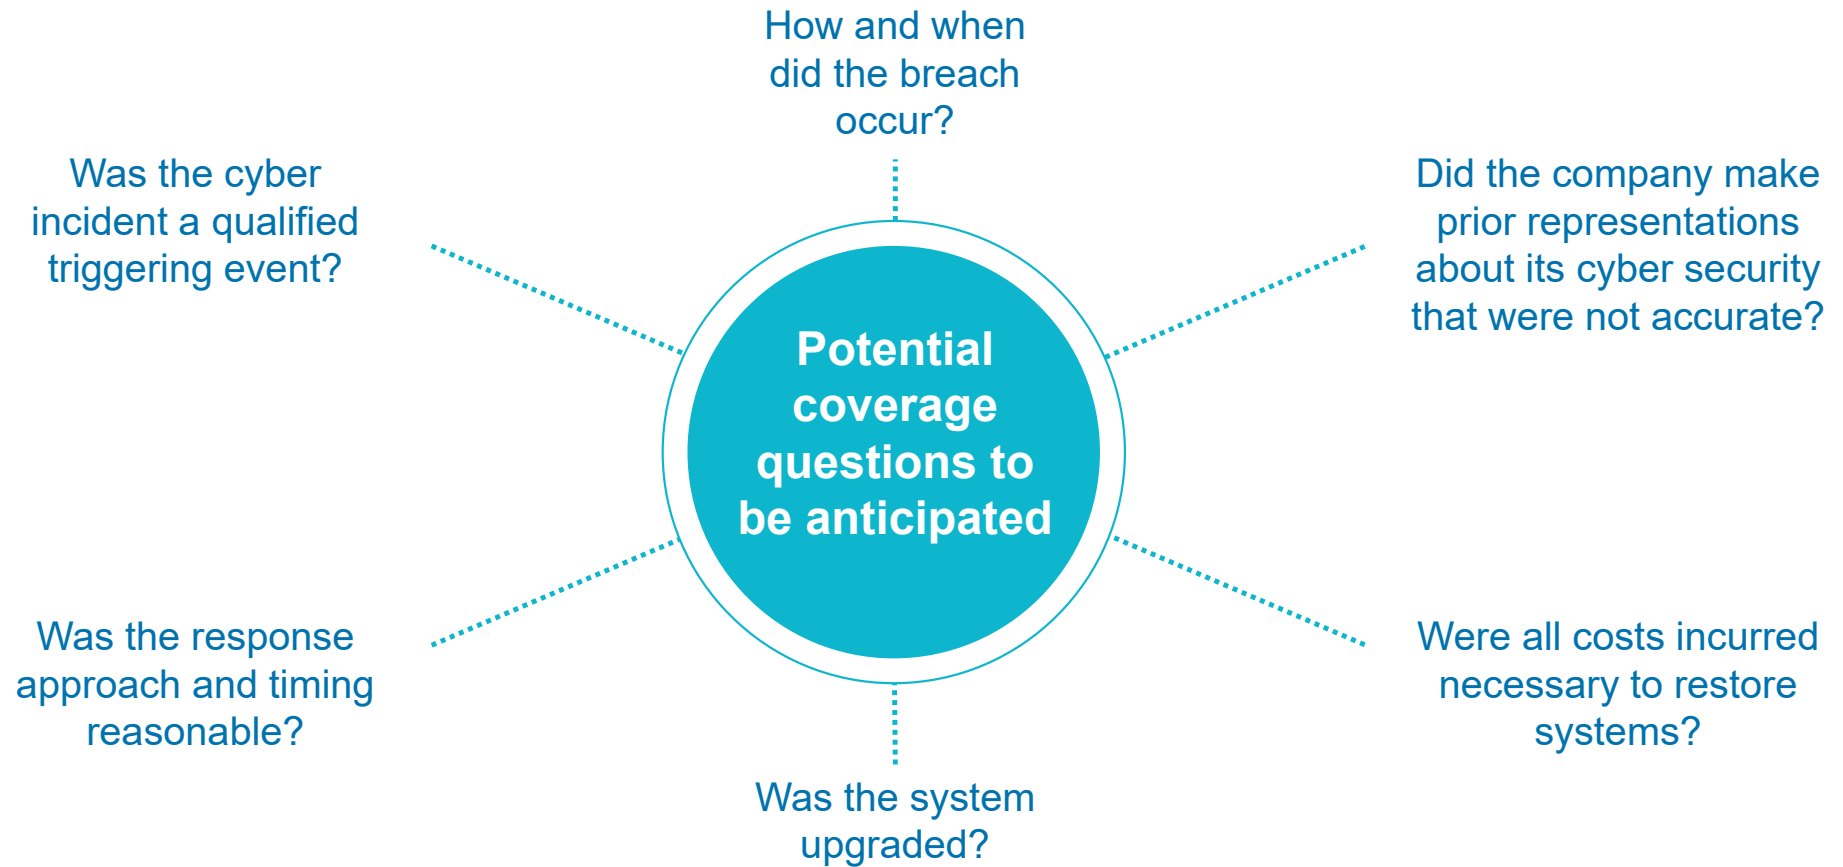 How and when
did the breach
occur?
Was the cyber
incident a qualified
triggering event?
Did the company make
prior representations
about its cyber security
that were not accurate?
Potential
coverage
questions to
be anticipated
Was the response
approach and timing
reasonable?
Were all costs incurred
necessary to restore
systems?
Was the system
upgraded?